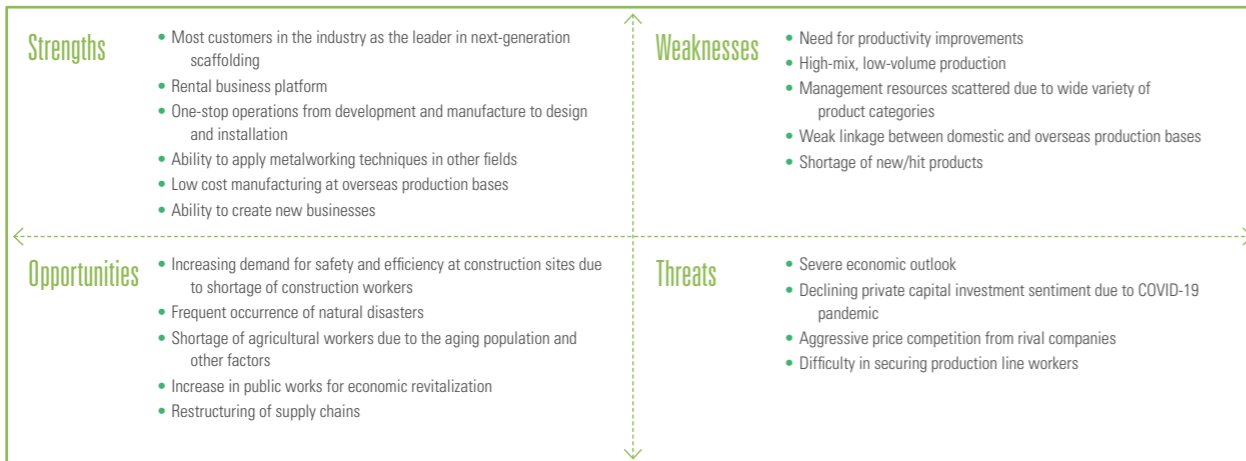 Strengths
• Most customers in the industry as the leader in next-generation
scaffolding
• Rental business platform
• One-stop operations from development and manufacture to design
and installation
• Ability to apply metalworking techniques in other fields
• Low cost manufacturing at overseas production bases
• Ability to create new businesses
Weaknesses
• Need for productivity improvements
• High-mix, low-volume production
• Management resources scattered due to wide variety of
product categories
• Weak linkage between domestic and overseas production bases
• Shortage of new/hit products
Opportunities
• Increasing demand for safety and efficiency at construction sites due
to shortage of construction workers
• Frequent occurrence of natural disasters
• Shortage of agricultural workers due to the aging population and
other factors
• Increase in public works for economic revitalization
• Restructuring of supply chains
Threats
• Severe economic outlook
• Declining private capital investment sentiment due to COVID-19
pandemic
• Aggressive price competition from rival companies
• Difficulty in securing production line workers